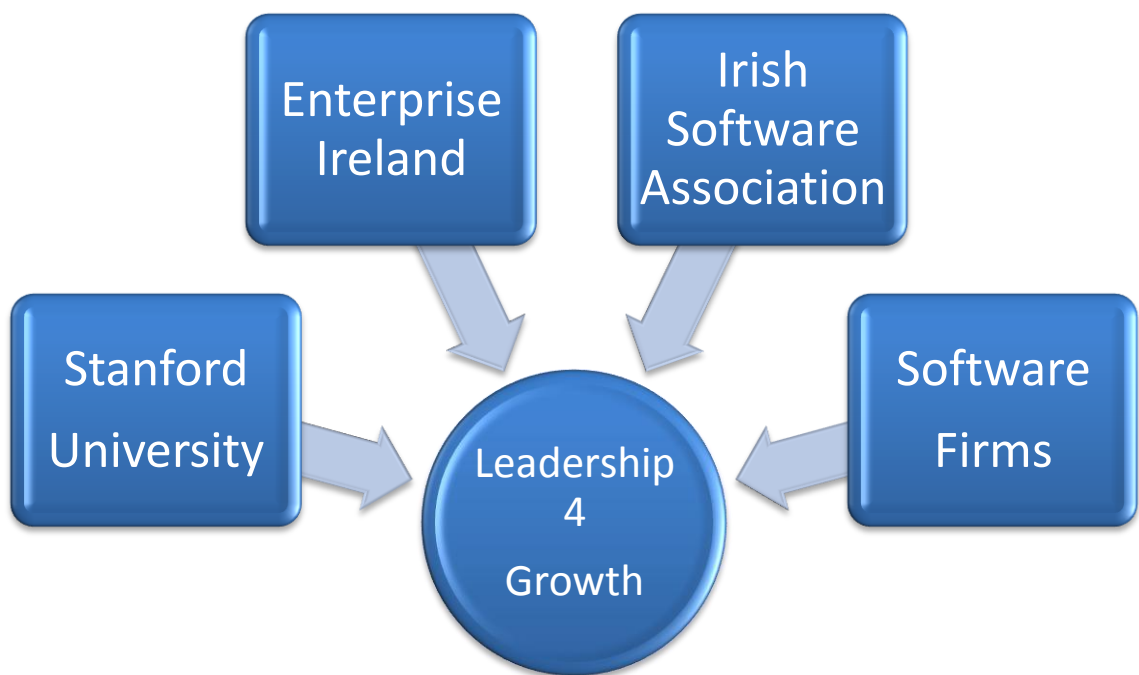 Enterprise
Ireland
Irish
Software
Association
Stanford
University
Software
Firms
Leadership
4
Growth